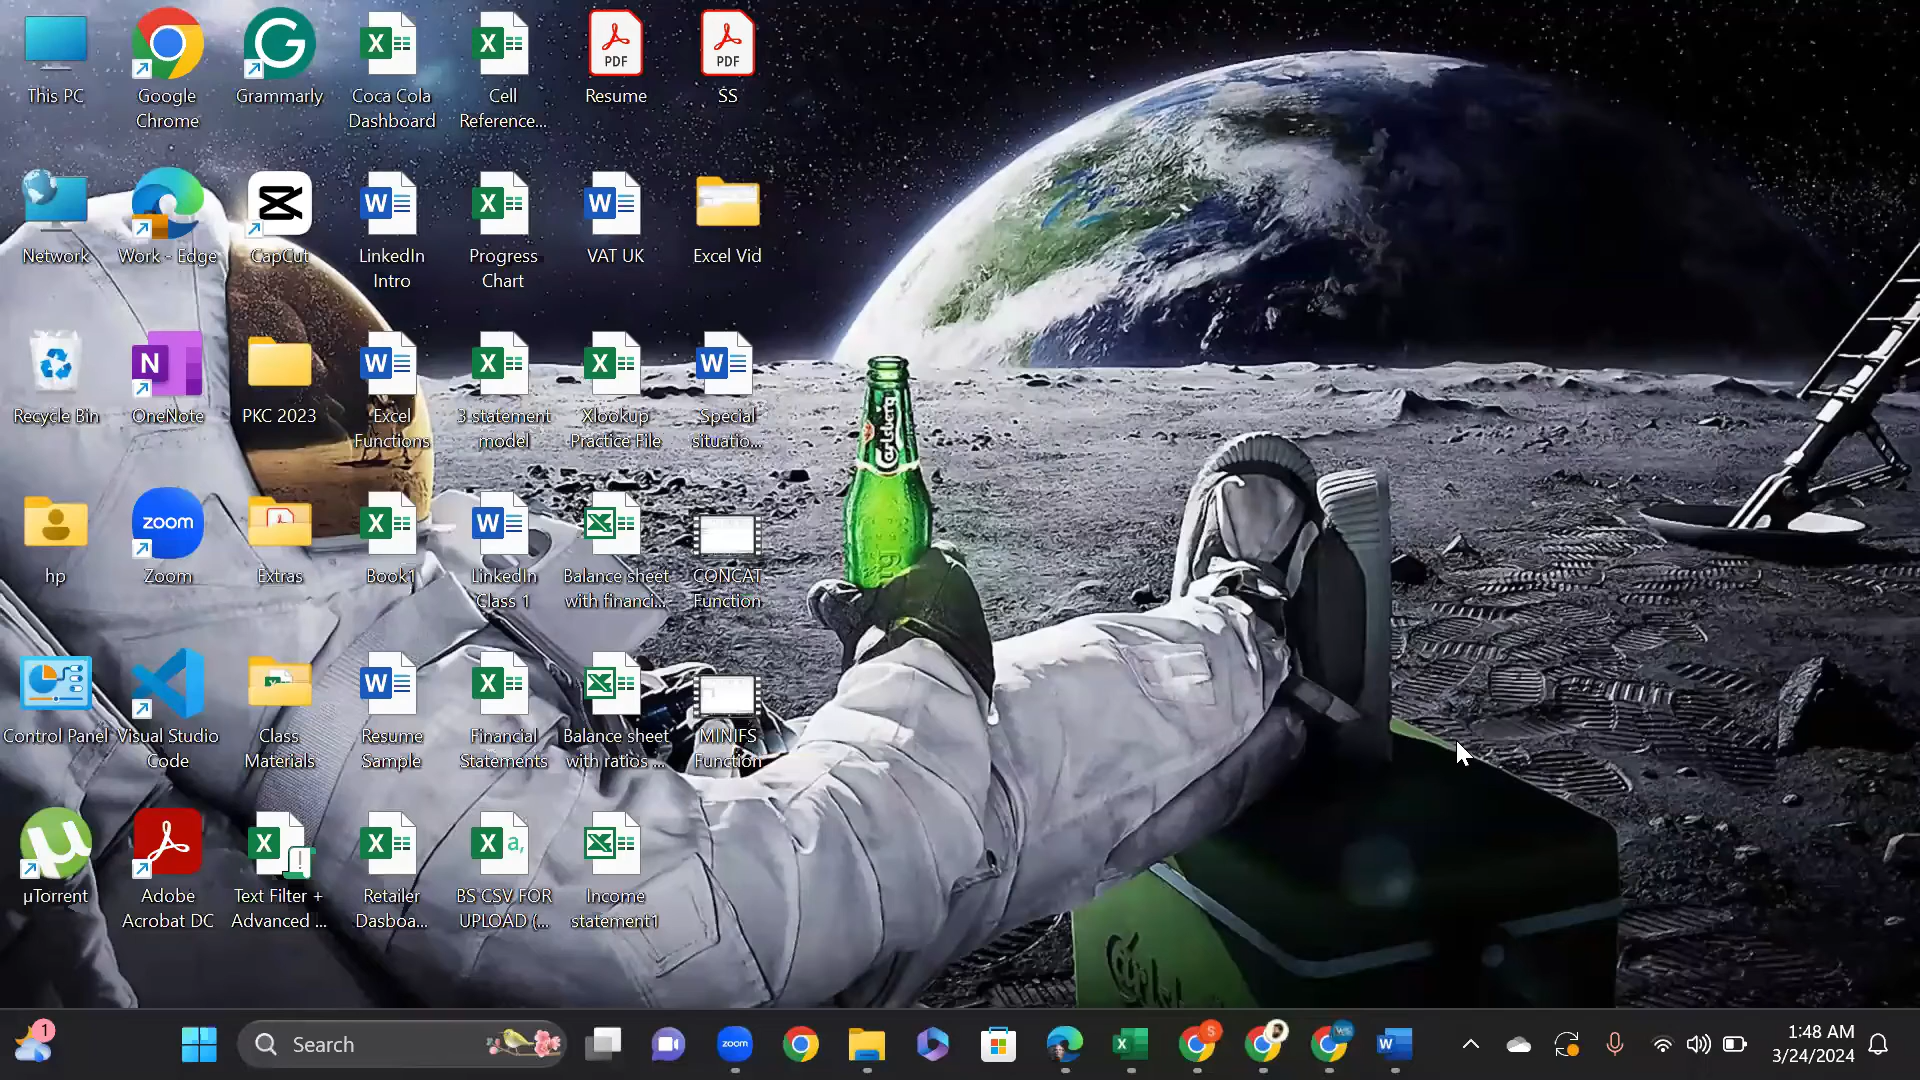 This PC
Google
Chrome
Grammarly
Coca Cola
Dashboard
Cell
Reference...
PDF
Resume
PDF
SS
Network
Work - Edge
CapCut
LinkedIn
Intro
Progress
Chart
VAT UK
Excel Vid
Recycle Bin
OneNote
PKC 2023
Excel
Functions
3 statement
model
Xlookup
Practice File
Special
situatio...
Carlsberg
hp
zoom
Zoom
Extras
Book1
LinkedIn
Class 1
Balance sheet
with financi...
CONCAT
Function
Control Panel
Visual Studio
Code
Class
Materials
Resume
Sample
Financial
Statements
Balance sheet
with ratios ...
MINIFS
Function
µTorrent
Adobe
Acrobat DC
Text Filter +
Advanced ...
Retailer
Dasboa...
BS CSV FOR
UPLOAD (...
Income
statement1
1
Search
zoom
S
1:48 AM
3/24/2024